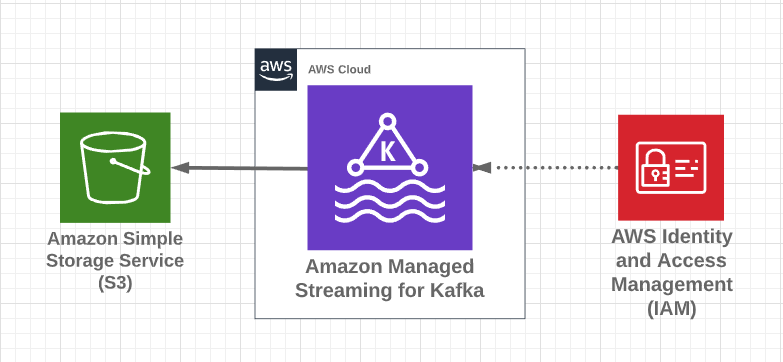 aws
AWS Cloud
K
Amazon Simple
Storage Service
(S3)
Amazon Managed
Streaming for Kafka
AWS Identity
and Access
Management
(IAM)